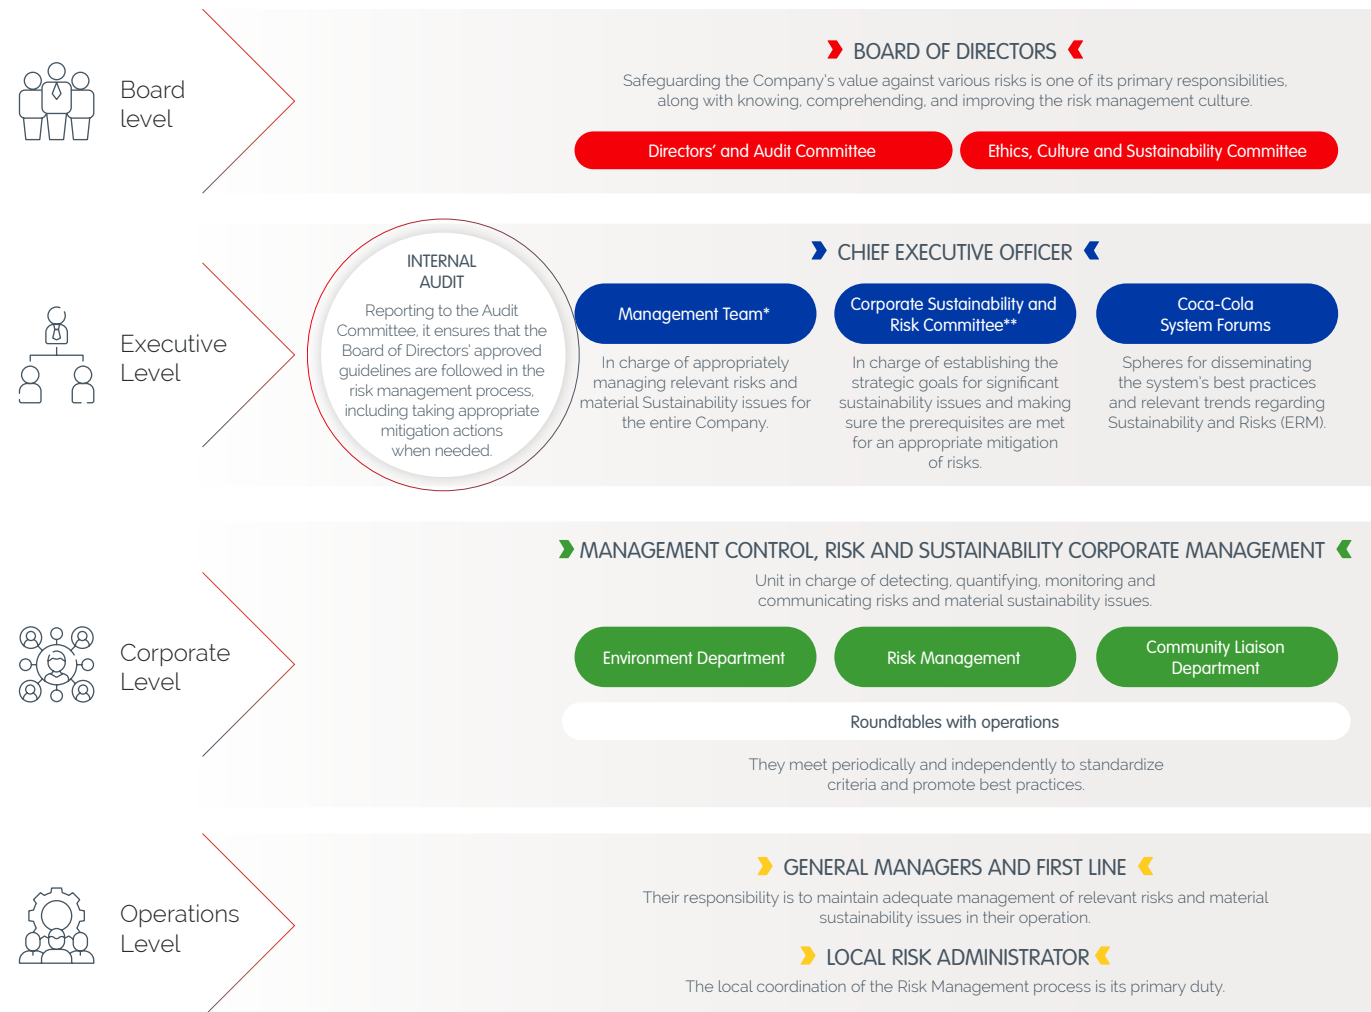 Board
level
BOARD OF DIRECTORS
Safeguarding the Company's value against various risks is one of its primary responsibilities,
along with knowing, comprehending, and improving the risk management culture.
Directors' and Audit Committee
Ethics, Culture and Sustainability Committee
Executive
Level
INTERNAL
AUDIT
Reporting to the Audit
Committee, it ensures that the
Board of Directors' approved
guidelines are followed in the
risk management process,
including taking appropriate
mitigation actions
when needed.
CHIEF EXECUTIVE OFFICER
Management Team*
In charge of appropriately
managing relevant risks and
material Sustainability issues for
the entire Company.
Corporate Sustainability and
Risk Committee**
In charge of establishing the
strategic goals for significant
sustainability issues and making
sure the prerequisites are met
for an appropriate mitigation
of risks.
Coca-Cola
System Forums
Spheres for disseminating
the system's best practices
and relevant trends regarding
Sustainability and Risks (ERM).
Corporate
Level
MANAGEMENT CONTROL, RISK AND SUSTAINABILITY CORPORATE MANAGEMENT
Unit in charge of detecting, quantifying, monitoring and
communicating risks and material sustainability issues.
Environment Department
Risk Management
Community Liaison
Department
Roundtables with operations
They meet periodically and independently to standardize
criteria and promote best practices.
Operations
Level
GENERAL MANAGERS AND FIRST LINE
Their responsibility is to maintain adequate management of relevant risks and material
sustainability issues in their operation.
LOCAL RISK ADMINISTRATOR
The local coordination of the Risk Management process is its primary duty.